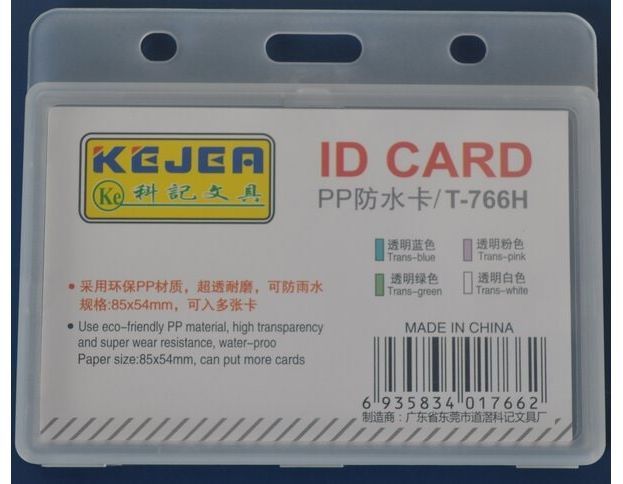 KEJEA
Ke 科記文具
ID CARD
PP防水卡/T-766H
透明蓝色
Trans-blue
透明粉色
Trans-pink
透明绿色
Trans-green
透明白色
Trans-white
• 采用环保PP材质，超透耐磨，可防雨水
规格:85x54mm，可入多张卡
• Use eco-friendly PP material, high transparency
and super wear resistance, water-proo
Paper size:85x54mm, can put more cards
MADE IN CHINA
6 935834 017662
制造商：广东省东莞市道滘科记文具厂